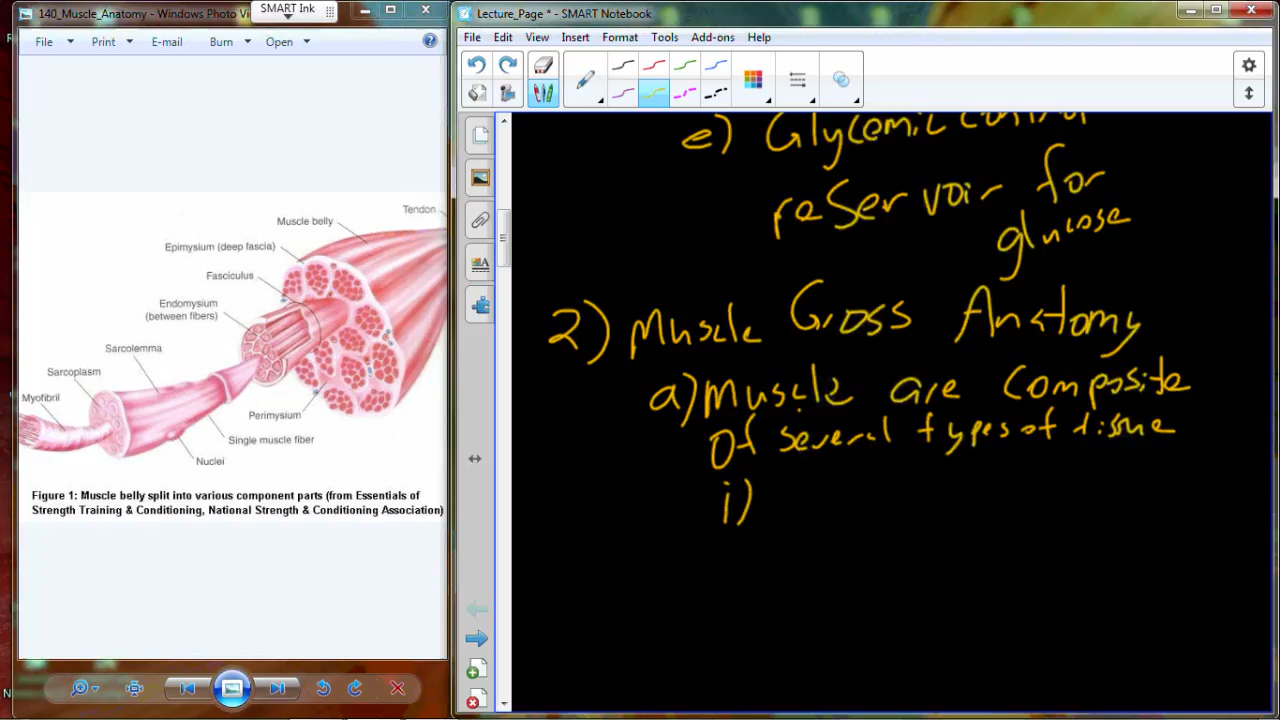 140_Muscle_Anatomy - Windows Photo Vi
SMART Ink
File Print E-mail Burn Open
Tendon
Muscle belly
Epimysium (deep fascia)
Fasciculus
Endomysium
(between fibers)
Sarcolemma
Sarcoplasm
Myofibril
Perimysium
Single muscle fiber
Nuclei
Figure 1: Muscle belly split into various component parts (from Essentials of
Strength Training & Conditioning, National Strength & Conditioning Association)
Lecture_Page * - SMART Notebook
File Edit View Insert Format Tools Add-ons Help
e) Glycemic control
reservoir for
glucose
2) Muscle Gross Anatomy
a) Muscle are composite
of several types of tissue
i)